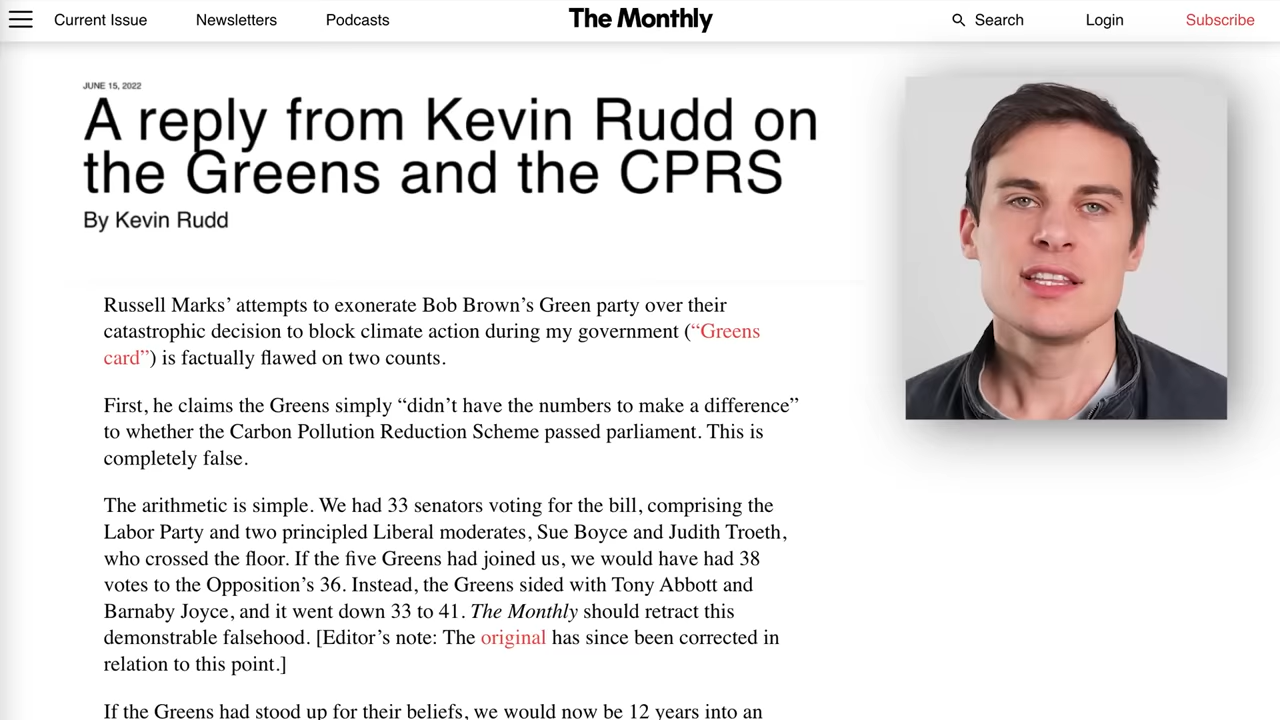 Current Issue Newsletters Podcasts The Monthly Search Login Subscribe
JUNE 15, 2022
A reply from Kevin Rudd on
the Greens and the CPRS
By Kevin Rudd
Russell Marks’ attempts to exonerate Bob Brown’s Green party over their
catastrophic decision to block climate action during my government (“Greens
card”) is factually flawed on two counts.
First, he claims the Greens simply “didn’t have the numbers to make a difference”
to whether the Carbon Pollution Reduction Scheme passed parliament. This is
completely false.
The arithmetic is simple. We had 33 senators voting for the bill, comprising the
Labor Party and two principled Liberal moderates, Sue Boyce and Judith Troeth,
who crossed the floor. If the five Greens had joined us, we would have had 38
votes to the Opposition’s 36. Instead, the Greens sided with Tony Abbott and
Barnaby Joyce, and it went down 33 to 41. The Monthly should retract this
demonstrable falsehood. [Editor’s note: The original has since been corrected in
relation to this point.]
If the Greens had stood up for their beliefs, we would now be 12 years into an